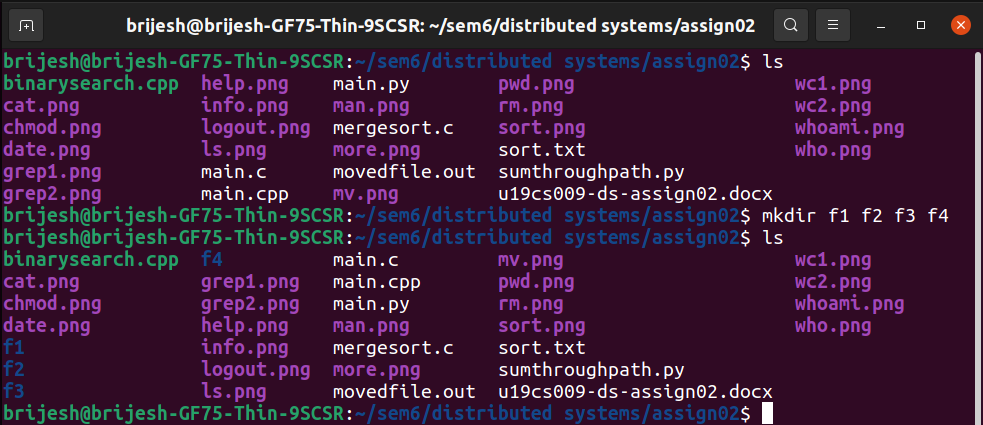 brijesh@brijesh-GF75-Thin-9SCSR: ~/sem6/distributed systems/assign02
brijesh@brijesh-GF75-Thin-9SCSR:~/sem6/distributed systems/assign02$ ls
binarysearch.cpp help.png main.py pwd.png wc1.png
cat.png info.png man.png rm.png wc2.png
chmod.png logout.png mergesort.c sort.png whoami.png
date.png ls.png more.png sort.txt who.png
grep1.png main.c movedfile.out sumthroughpath.py
grep2.png main.cpp mv.png u19cs009-ds-assign02.docx
brijesh@brijesh-GF75-Thin-9SCSR:~/sem6/distributed systems/assign02$ mkdir f1 f2 f3 f4
brijesh@brijesh-GF75-Thin-9SCSR:~/sem6/distributed systems/assign02$ ls
binarysearch.cpp f4 main.c mv.png wc1.png
cat.png grep1.png main.cpp pwd.png wc2.png
chmod.png grep2.png main.py rm.png whoami.png
date.png help.png man.png sort.png who.png
f1 info.png mergesort.c sort.txt
f2 logout.png more.png sumthroughpath.py
f3 ls.png movedfile.out u19cs009-ds-assign02.docx
brijesh@brijesh-GF75-Thin-9SCSR:~/sem6/distributed systems/assign02$